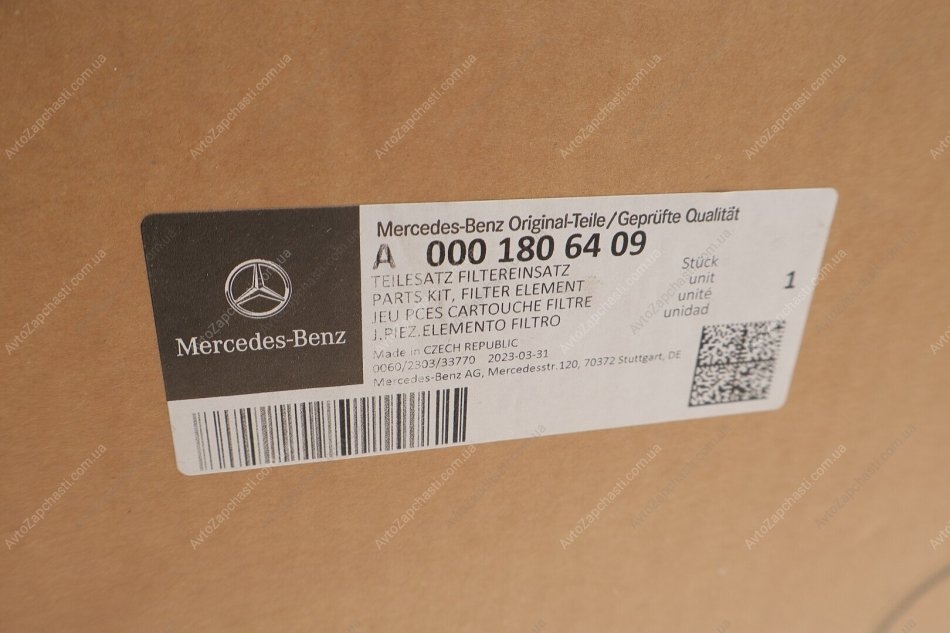 Mercedes-Benz
Mercedes-Benz Original-Teile/Geprüfte Qualität
A 000 180 64 09
TEILESATZ FILTEREINSATZ
PARTS KIT, FILTER ELEMENT
JEU PCES CARTOUCHE FILTRE
J.PIEZ.ELEMENTO FILTRO
Stück
unit
unité
unidad
1
Made in CZECH REPUBLIC
0060/2303/33770 2023-03-31
Mercedes-Benz AG, Mercedesstr.120, 70372 Stuttgart, DE
AvtoZapchasti.com.ua